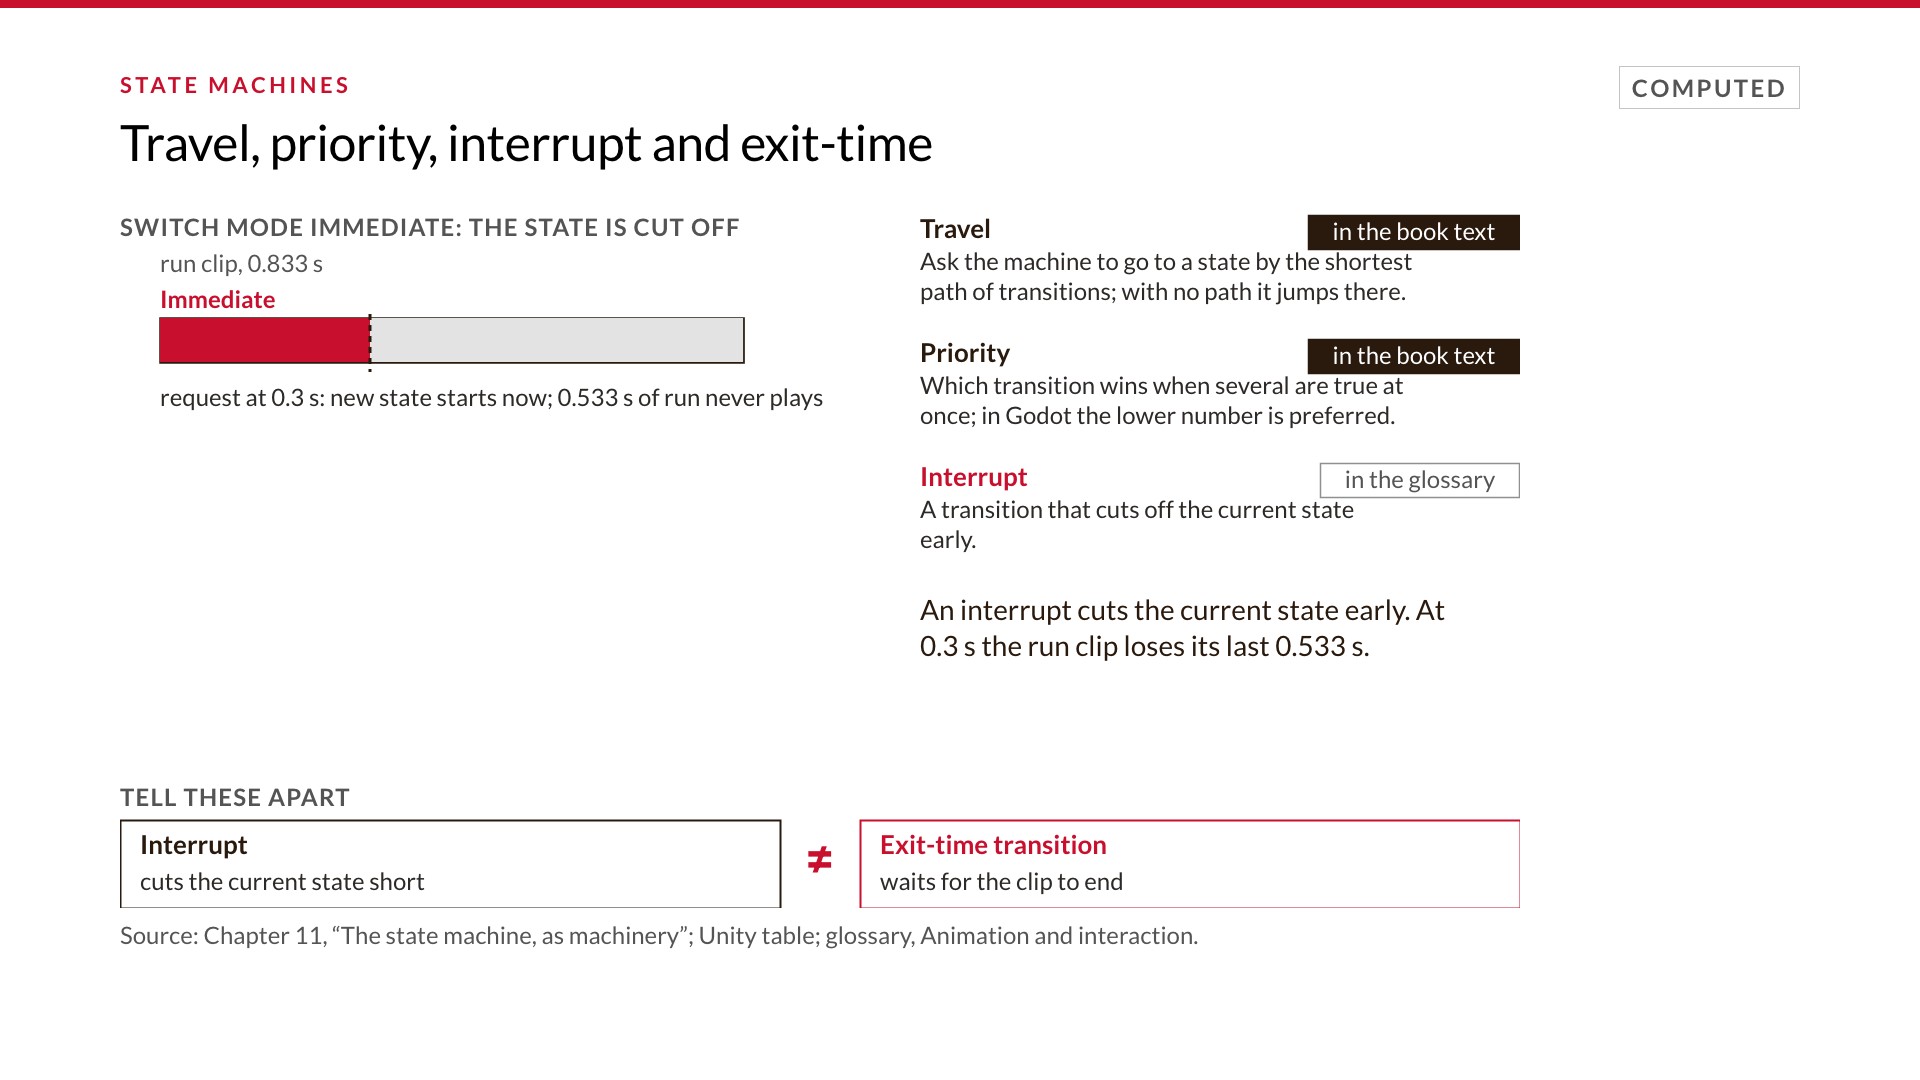 STATE MACHINES
COMPUTED
Travel, priority, interrupt and exit-time
SWITCH MODE IMMEDIATE: THE STATE IS CUT OFF
run clip, 0.833 s
Immediate
request at 0.3 s: new state starts now; 0.533 s of run never plays
Travel
in the book text
Ask the machine to go to a state by the shortest
path of transitions; with no path it jumps there.
Priority
in the book text
Which transition wins when several are true at
once; in Godot the lower number is preferred.
Interrupt
in the glossary
A transition that cuts off the current state
early.
An interrupt cuts the current state early. At
0.3 s the run clip loses its last 0.533 s.
TELL THESE APART
Interrupt
cuts the current state short
≠
Exit-time transition
waits for the clip to end
Source: Chapter 11, “The state machine, as machinery”; Unity table; glossary, Animation and interaction.